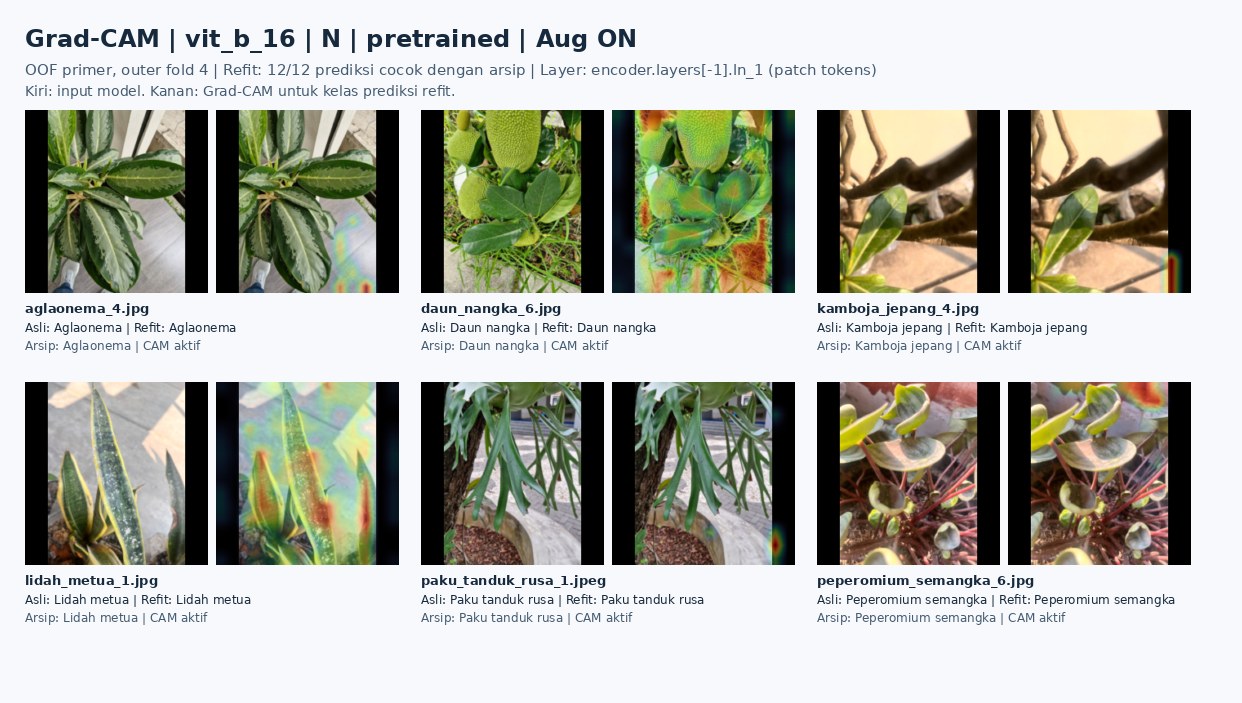 Grad-CAM | vit_b_16 | N | pretrained | Aug ON
OOF primer, outer fold 4 | Refit: 12/12 prediksi cocok dengan arsip | Layer: encoder.layers[-1].ln_1 (patch tokens)
Kiri: input model. Kanan: Grad-CAM untuk kelas prediksi refit.
aglaonema_4.jpg
Asli: Aglaonema | Refit: Aglaonema
Arsip: Aglaonema | CAM aktif
daun_nangka_6.jpg
Asli: Daun nangka | Refit: Daun nangka
Arsip: Daun nangka | CAM aktif
kamboja_jepang_4.jpg
Asli: Kamboja jepang | Refit: Kamboja jepang
Arsip: Kamboja jepang | CAM aktif
lidah_metua_1.jpg
Asli: Lidah metua | Refit: Lidah metua
Arsip: Lidah metua | CAM aktif
paku_tanduk_rusa_1.jpeg
Asli: Paku tanduk rusa | Refit: Paku tanduk rusa
Arsip: Paku tanduk rusa | CAM aktif
peperomium_semangka_6.jpg
Asli: Peperomium semangka | Refit: Peperomium semangka
Arsip: Peperomium semangka | CAM aktif